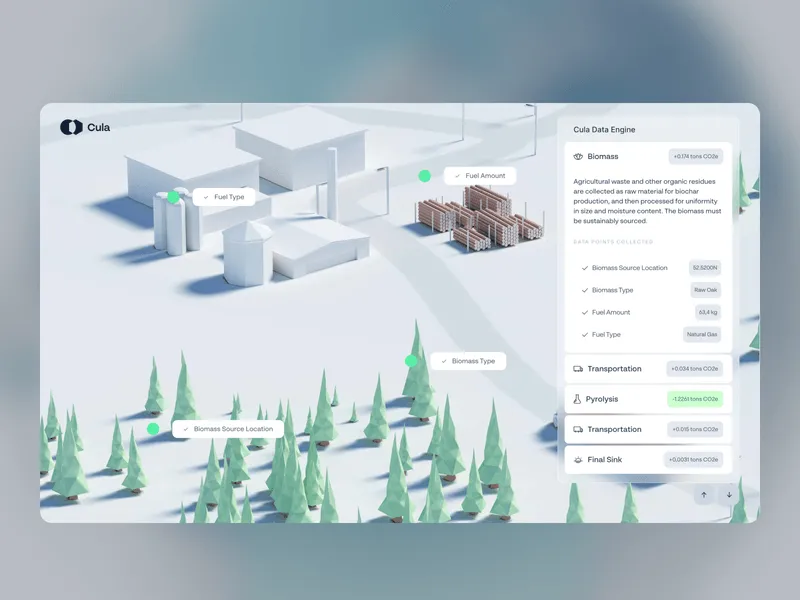 Cula
Fuel Type
Fuel Amount
Biomass Type
Biomass Source Location
Cula Data Engine
Biomass
+0.174 tons CO2e
Agricultural waste and other organic residues
are collected as raw material for biochar
production, and then processed for uniformity
in size and moisture content. The biomass must
be sustainably sourced.
DATA POINTS COLLECTED
Biomass Source Location
52.5200N
Biomass Type
Raw Oak
Fuel Amount
63,4 kg
Fuel Type
Natural Gas
Transportation
+0.034 tons CO2e
Pyrolysis
-1.2261 tons CO2e
Transportation
+0.015 tons CO2e
Final Sink
+0.0031 tons CO2e